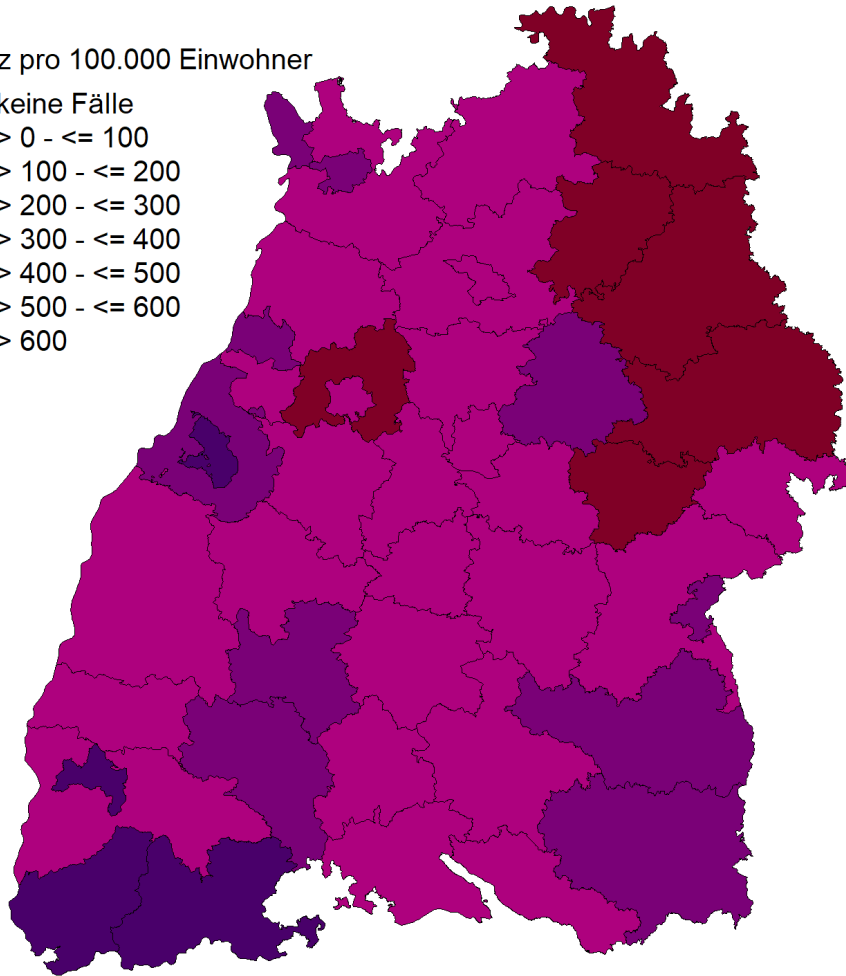 z pro 100.000 Einwohner
keine Fälle
> 0 - <= 100
> 100 - <= 200
> 200 - <= 300
> 300 - <= 400
> 400 - <= 500
> 500 - <= 600
> 600